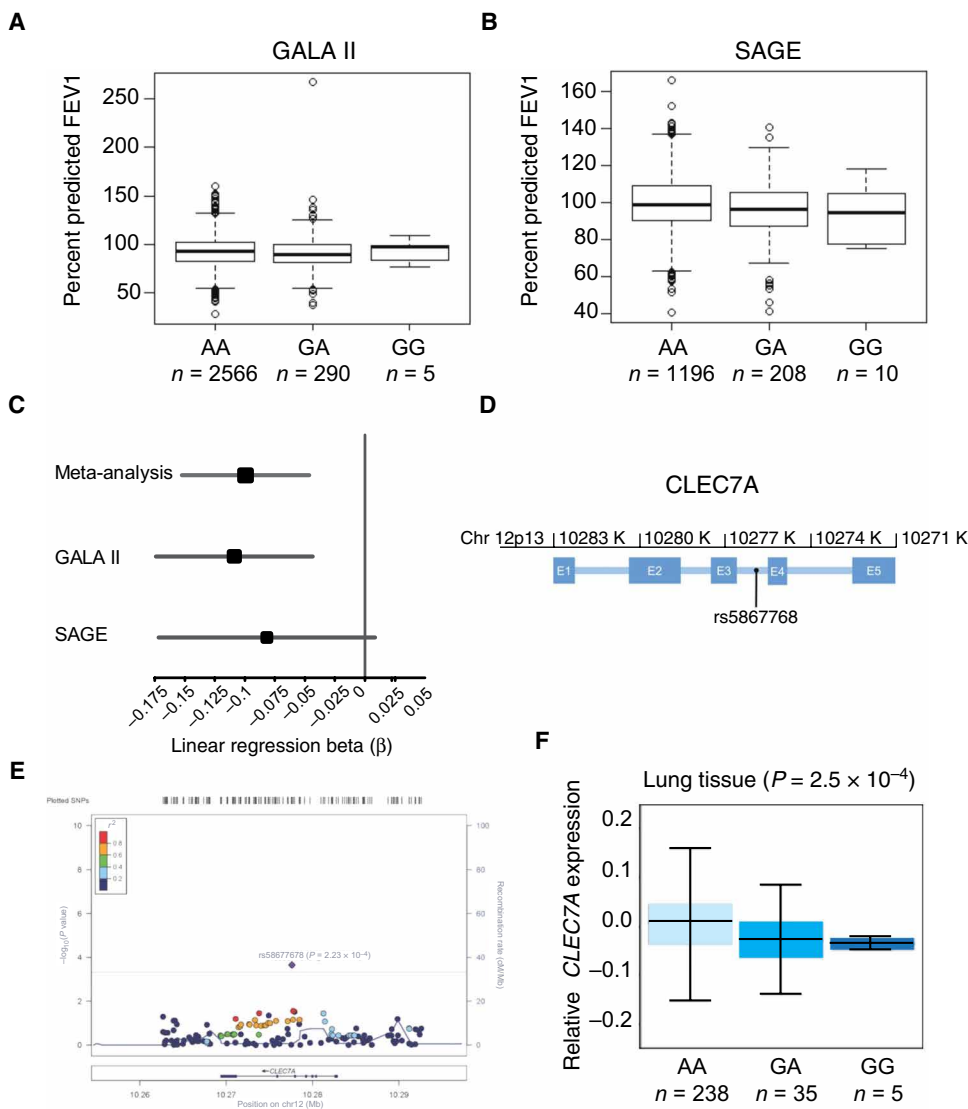 A
GALA II
Percent predicted FEV1
250
200
150
100
50
AA GA GG
n = 2566 n = 290 n = 5
B
SAGE
Percent predicted FEV1
160
140
120
100
80
60
40
AA GA GG
n = 1196 n = 208 n = 10
C
Meta-analysis
GALA II
SAGE
−0.175 −0.15 −0.125 −0.1 −0.075 −0.05 −0.025 0 0.025 0.05
Linear regression beta (β)
D
CLEC7A
Chr 12p13 10283 K 10280 K 10277 K 10274 K 10271 K
E1 E2 E3 E4 E5
rs5867768
E
Plotted SNPs
r²
0.8
0.6
0.4
0.2
10
8
6
4
2
0
−log₁₀(P value)
100
80
60
40
20
0
Recombination rate (cM/Mb)
rs58677678 (P = 2.23 × 10⁻⁴)
←CLEC7A
10.26 10.27 10.28 10.29
Position on chr12 (Mb)
F
Lung tissue (P = 2.5 × 10⁻⁴)
Relative CLEC7A expression
0.2
0.1
0.0
−0.1
−0.2
AA GA GG
n = 238 n = 35 n = 5